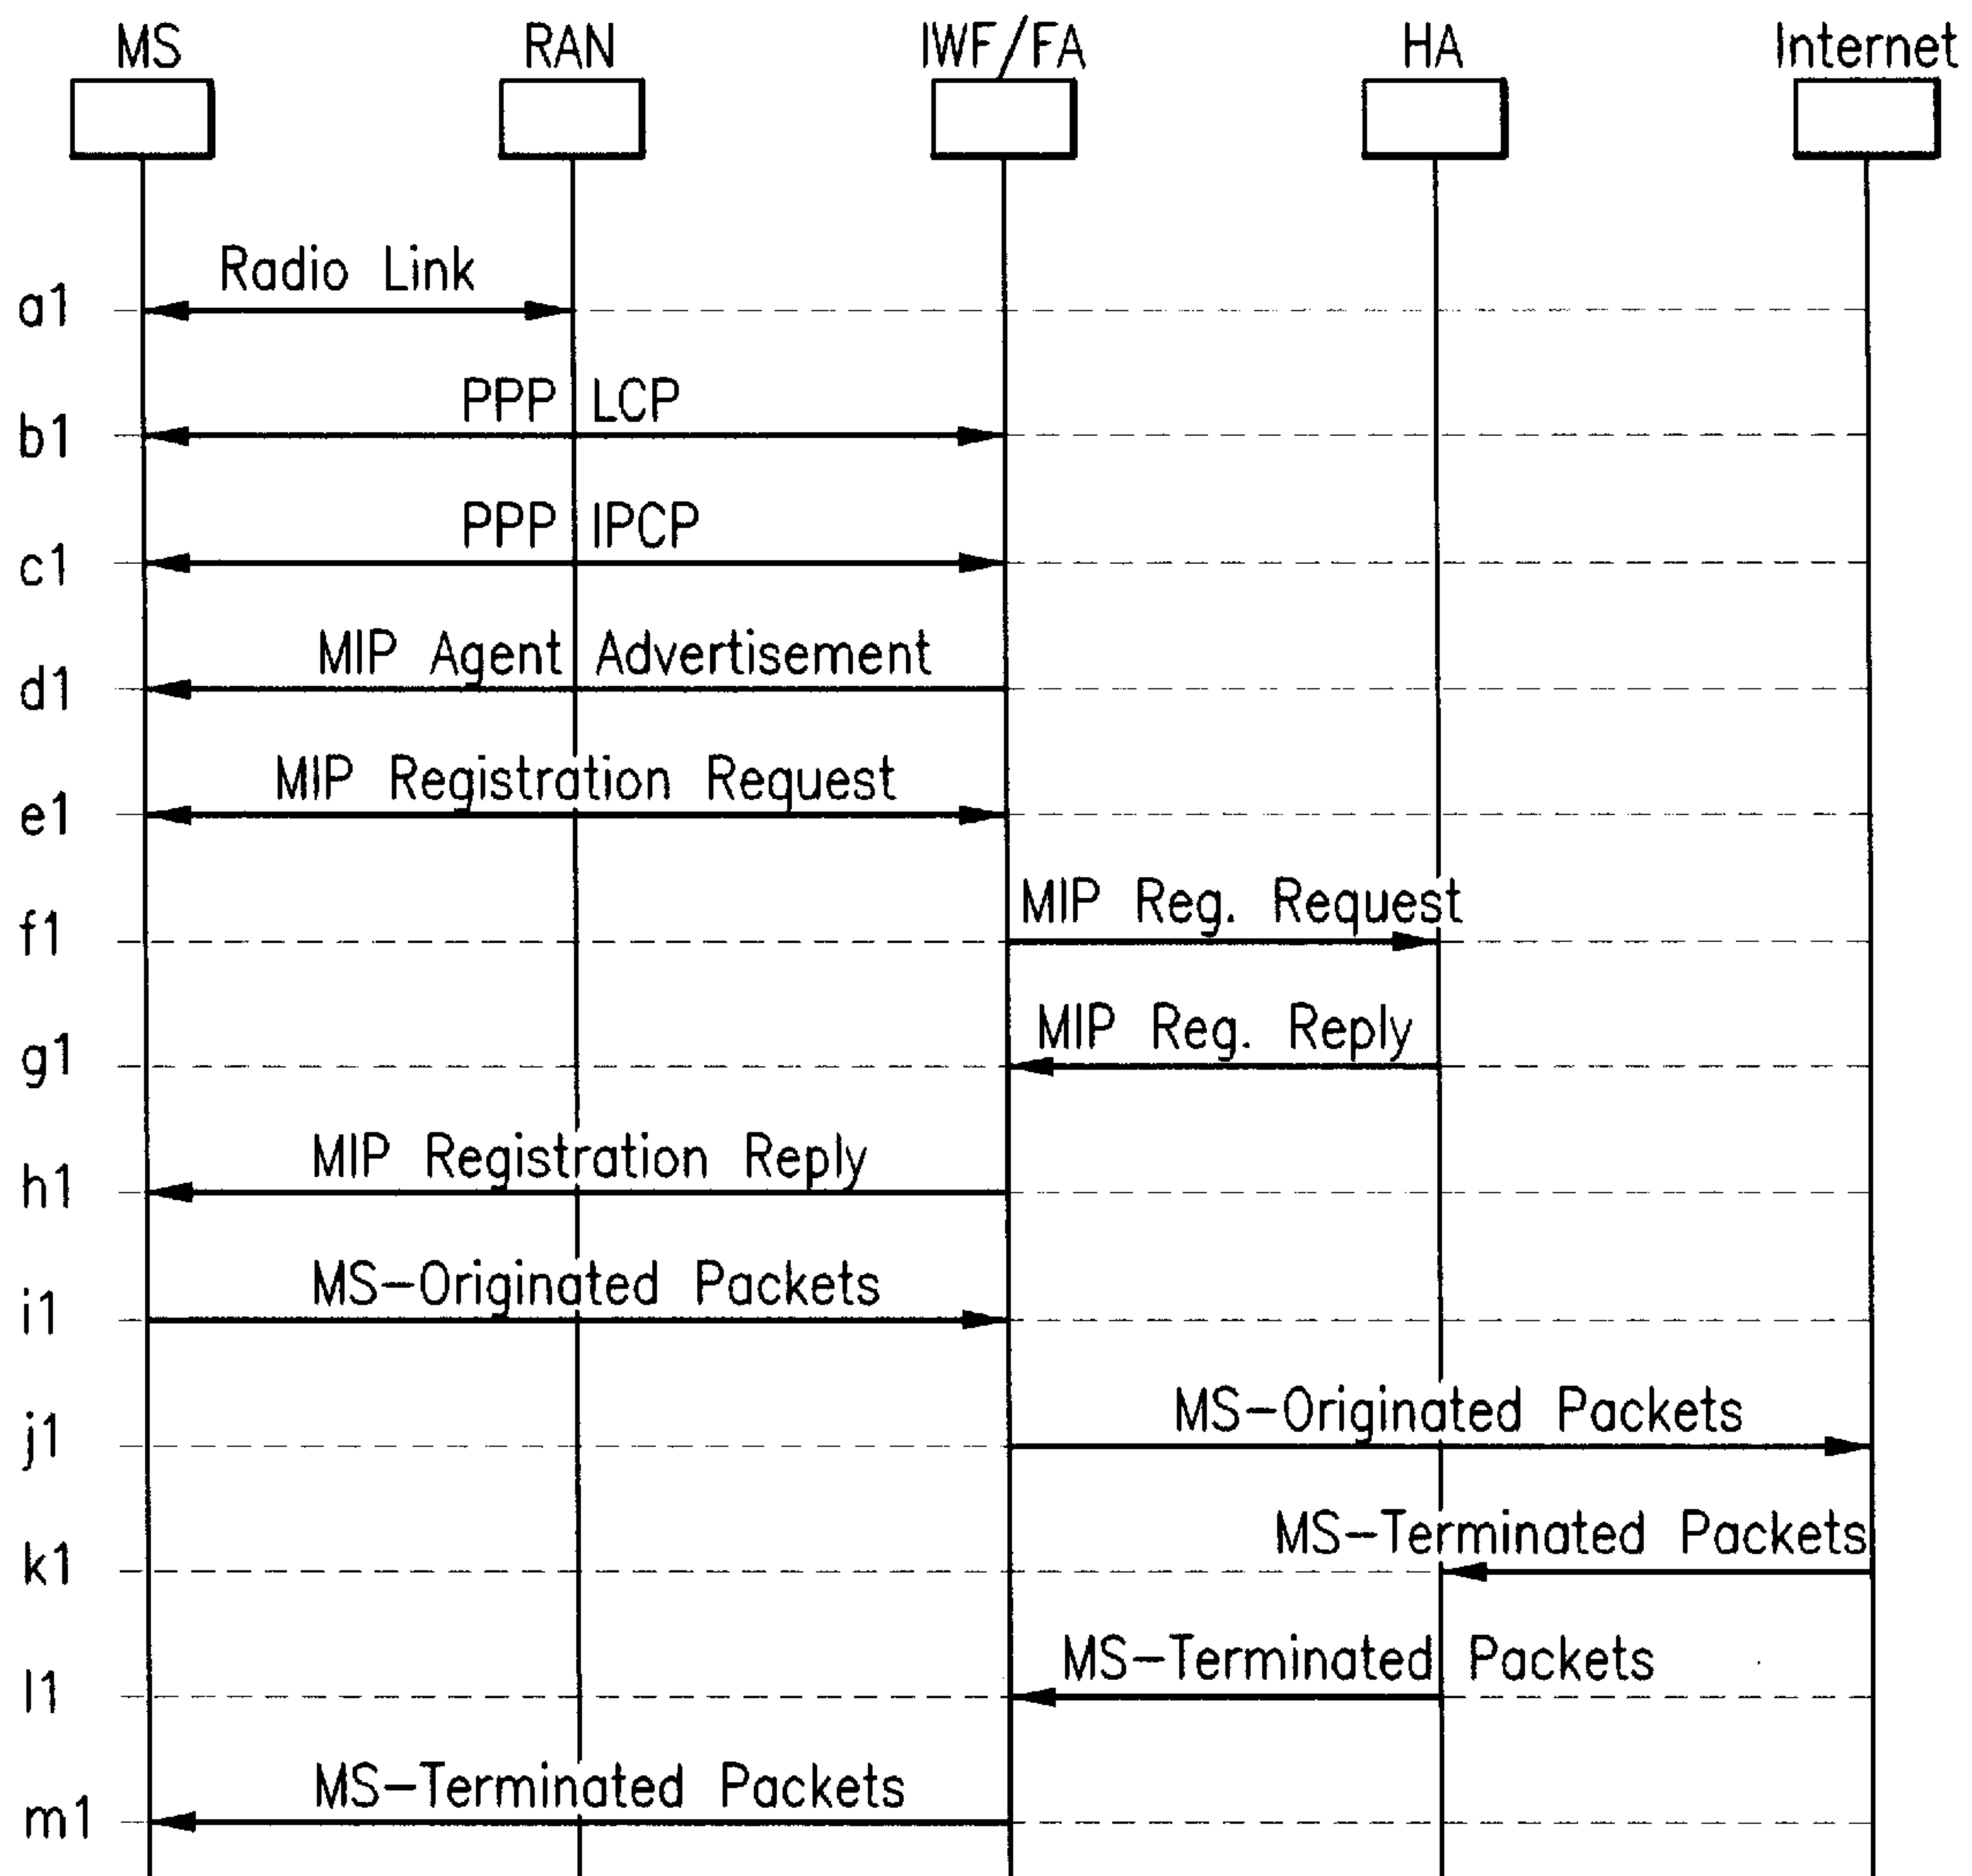 MS RAN IWF/FA HA Internet
Radio Link
a1
PPP LCP
b1
PPP IPCP
c1
MIP Agent Advertisement
d1
MIP Registration Request
e1
MIP Reg. Request
f1
MIP Reg. Reply
g1
MIP Registration Reply
h1
MS-Originated Packets
i1
MS-Originated Packets
j1
MS-Terminated Packets
k1
MS-Terminated Packets
l1
MS-Terminated Packets
m1